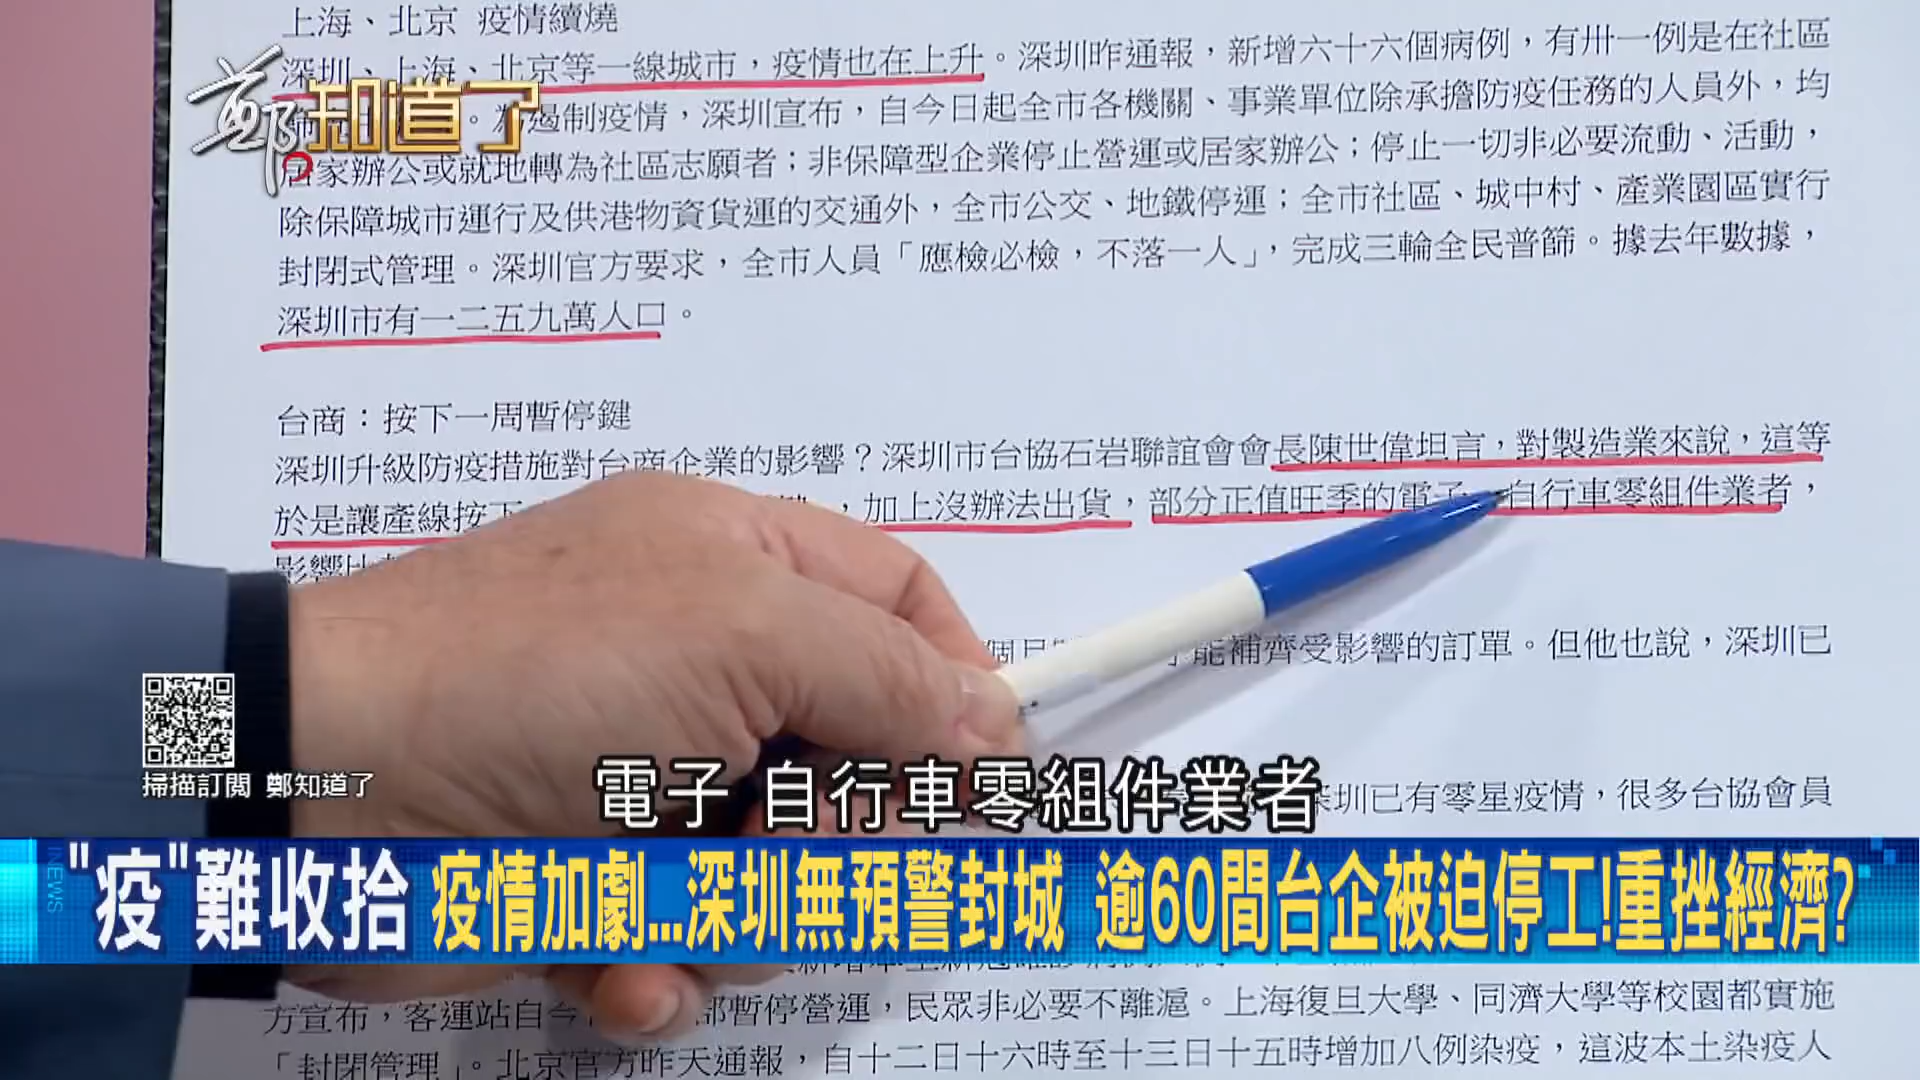 上海、北京 疫情續燒
深圳、上海、北京等一線城市，疫情也在上升。深圳昨通報，新增六十六個病例，有卅一例是在社區
為遏制疫情，深圳宣布，自今日起全市各機關、事業單位除承擔防疫任務的人員外，均
居家辦公或就地轉為社區志願者；非保障型企業停止營運或居家辦公；停止一切非必要流動、活動，
除保障城市運行及供港物資貨運的交通外，全市公交、地鐵停運；全市社區、城中村、產業園區實行
封閉式管理。深圳官方要求，全市人員「應檢必檢，不落一人」，完成三輪全民普篩。據去年數據，
深圳市有一二五九萬人口。
鄭知道了
台商：按下一周暫停鍵
深圳升級防疫措施對台商企業的影響？深圳市台協石岩聯誼會會長陳世偉坦言，對製造業來說，這等
於是讓產線按下 ，加上沒辦法出貨，部分正值旺季的電子、自行車零組件業者，
影響比
能補齊受影響的訂單。但他也說，深圳已
掃描訂閱 鄭知道了
深圳已有零星疫情，很多台協會員
電子 自行車零組件業者
INEWS
"疫"難收拾 疫情加劇...深圳無預警封城 逾60間台企被迫停工!重挫經濟?
方宣布，客運站自今 部暫停營運，民眾非必要不離滬。上海復旦大學、同濟大學等校園都實施
「封閉管理」。北京官方昨天通報，自十二日十六時至十三日十五時增加八例染疫，這波本土染疫人